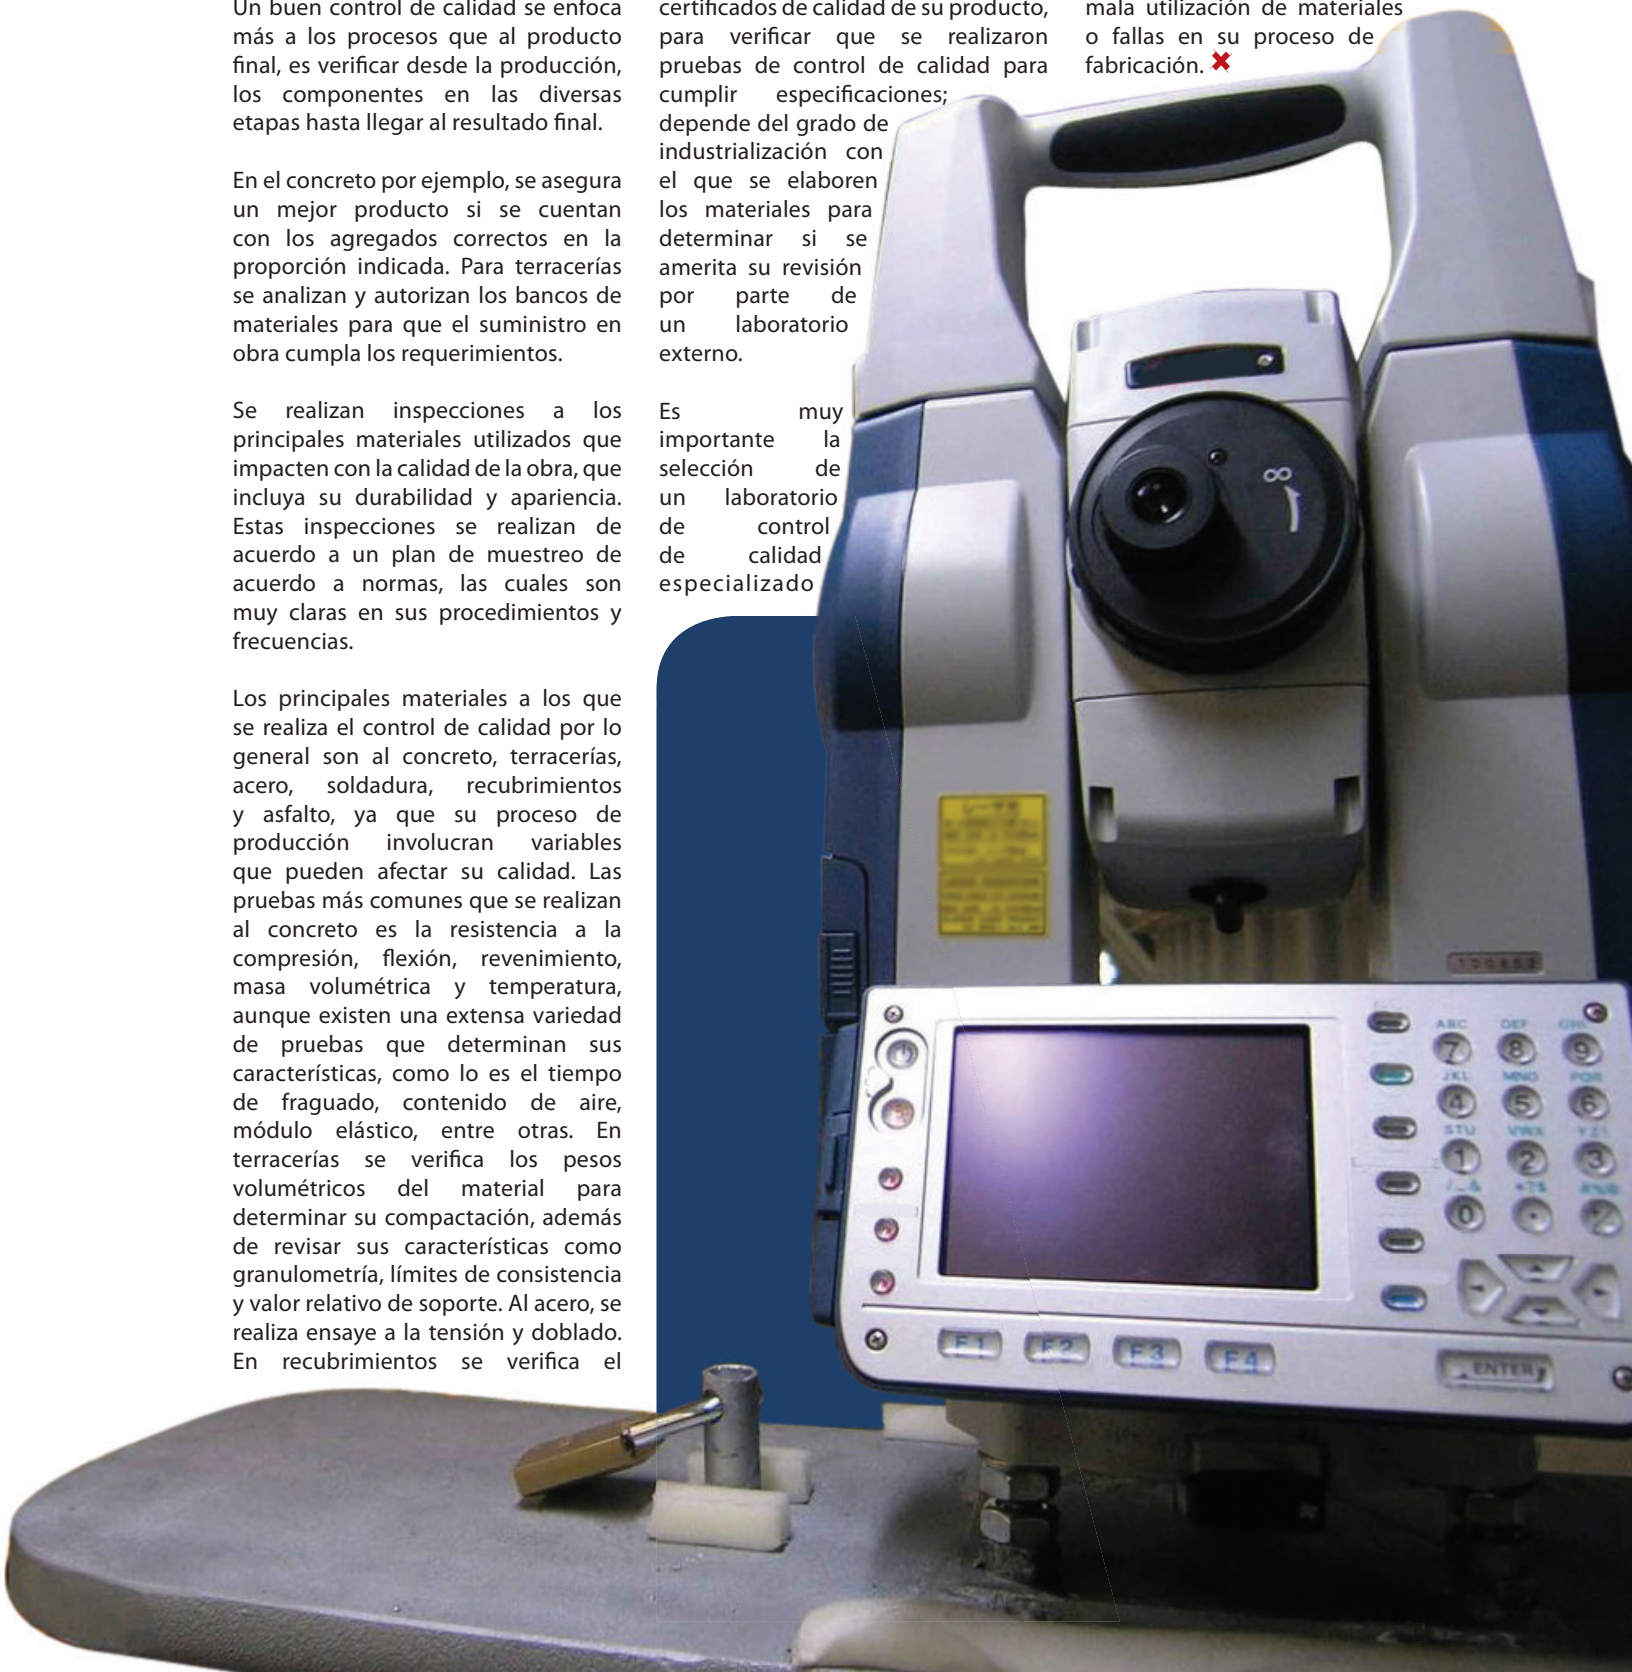 Un buen control de calidad se enfoca
más a los procesos que al producto
final, es verificar desde la producción,
los componentes en las diversas
etapas hasta llegar al resultado final.
En el concreto por ejemplo, se asegura
un mejor producto si se cuentan
con los agregados correctos en la
proporción indicada. Para terracerías
se analizan y autorizan los bancos de
materiales para que el suministro en
obra cumpla los requerimientos.
Se realizan inspecciones a los
principales materiales utilizados que
impacten con la calidad de la obra, que
incluya su durabilidad y apariencia.
Estas inspecciones se realizan de
acuerdo a un plan de muestreo de
acuerdo a normas, las cuales son
muy claras en sus procedimientos y
frecuencias.
Los principales materiales a los que
se realiza el control de calidad por lo
general son al concreto, terracerías,
acero, soldadura, recubrimientos
y asfalto, ya que su proceso de
producción involucran variables
que pueden afectar su calidad. Las
pruebas más comunes que se realizan
al concreto es la resistencia a la
compresión, flexión, revenimiento,
masa volumétrica y temperatura,
aunque existen una extensa variedad
de pruebas que determinan sus
características, como lo es el tiempo
de fraguado, contenido de aire,
módulo elástico, entre otras. En
terracerías se verifica los pesos
volumétricos del material para
determinar su compactación, además
de revisar sus características como
granulometría, límites de consistencia
y valor relativo de soporte. Al acero, se
realiza ensaye a la tensión y doblado.
En recubrimientos se verifica el
certificados de calidad de su producto,
para verificar que se realizaron
pruebas de control de calidad para
cumplir especificaciones;
depende del grado de
industrialización con
el que se elaboren
los materiales para
determinar si se
amerita su revisión
por parte de
un laboratorio
externo.
Es muy
importante la
selección de
un laboratorio
de control
de calidad
especializado
mala utilización de materiales
o fallas en su proceso de
fabricación.
∞
ABC DEF GHI
7 8 9
JKL MNO PQR
4 5 6
STU VWX YZ
1 2 3
/_& *?$ #%@
0 .
F1 F2 F3 F4
ENTER